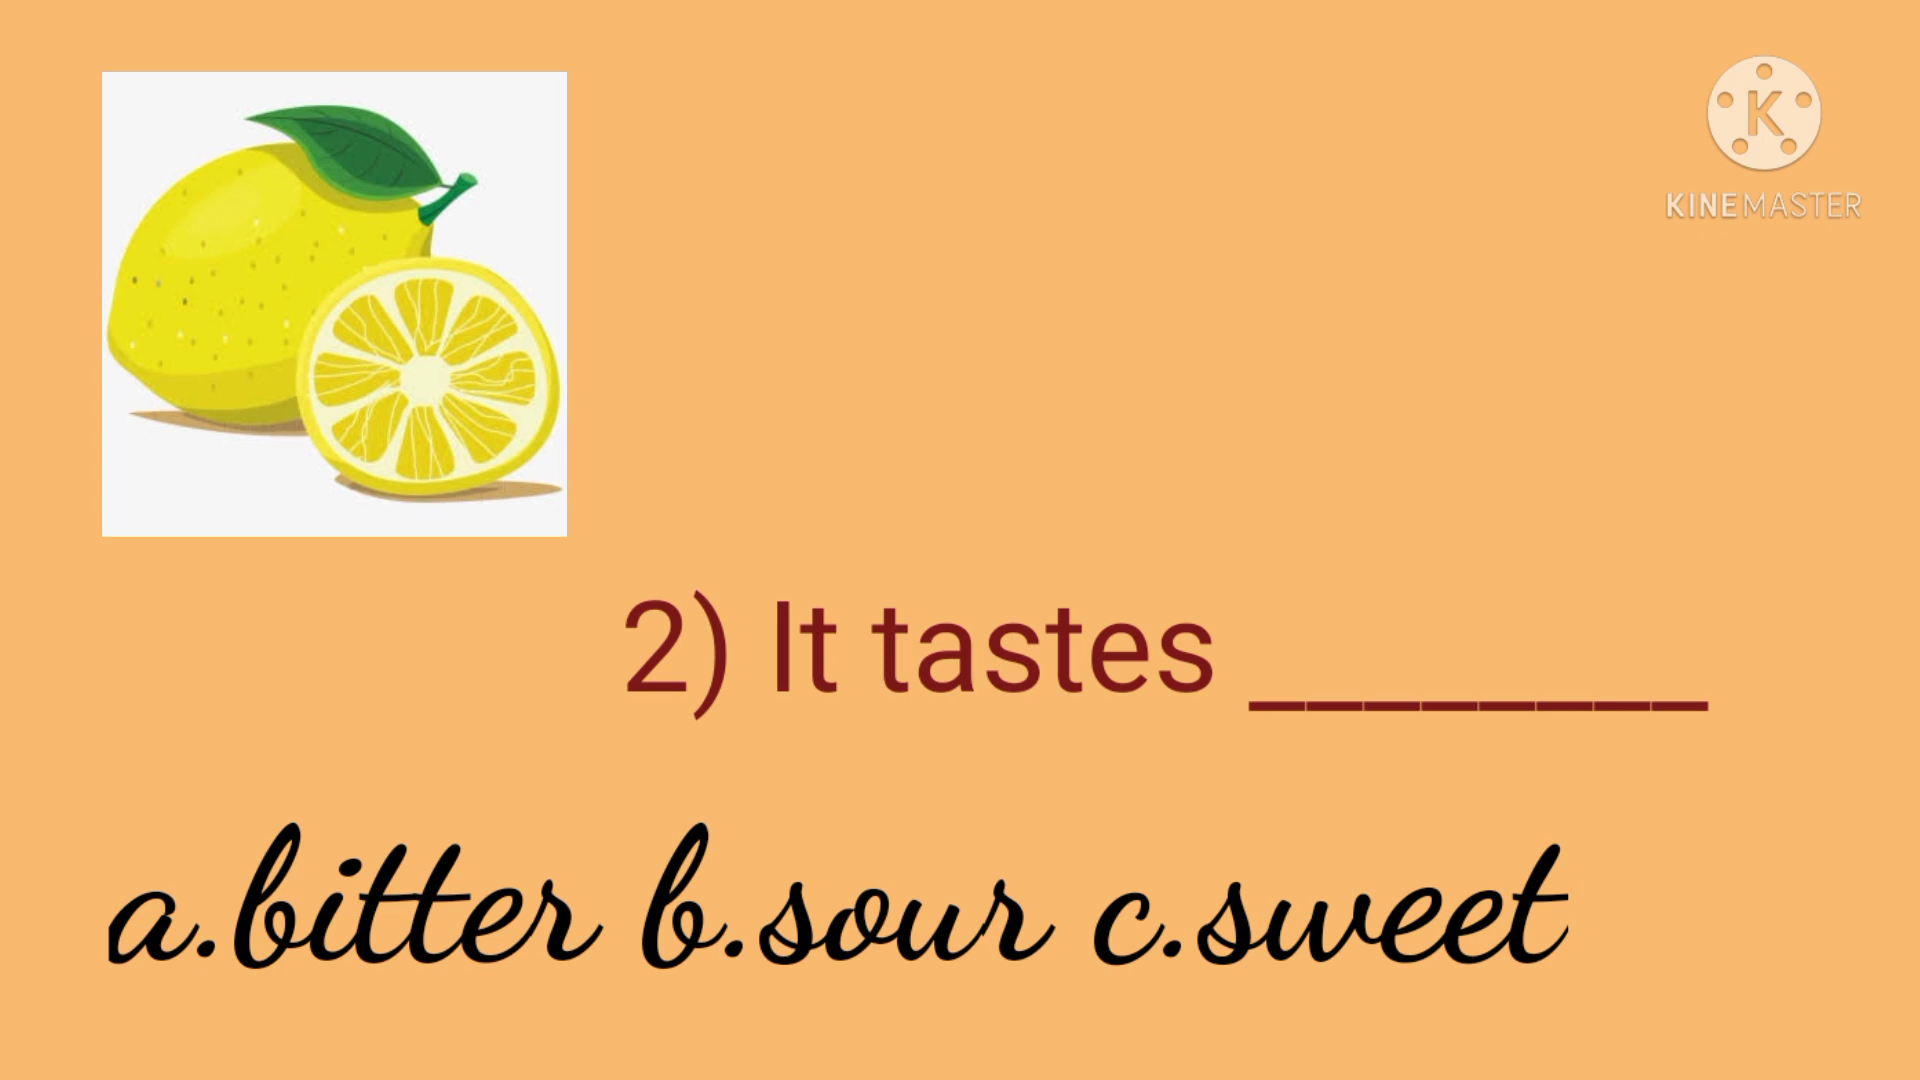 K
KINEMASTER
2) It tastes ________
a.bitter b.sour c.sweet